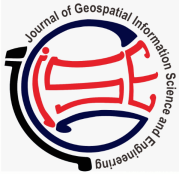 Journal of Geospatial Information Science and Engineering
JGISE